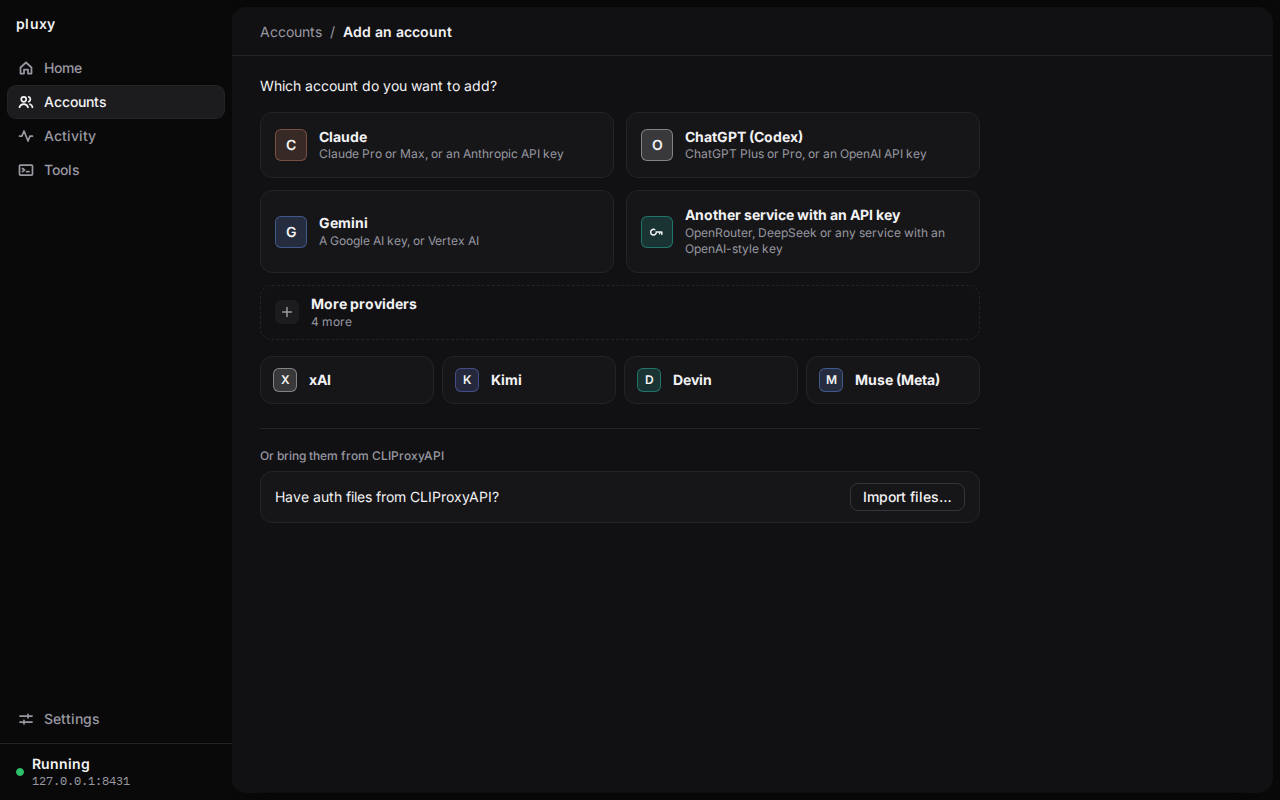 pluxy
Home
Accounts
Activity
Tools
Settings
Running
127.0.0.1:8431
Accounts / Add an account
Which account do you want to add?
C
Claude
Claude Pro or Max, or an Anthropic API key
O
ChatGPT (Codex)
ChatGPT Plus or Pro, or an OpenAI API key
G
Gemini
A Google AI key, or Vertex AI
Another service with an API key
OpenRouter, DeepSeek or any service with an
OpenAI-style key
More providers
4 more
X xAI
K Kimi
D Devin
M Muse (Meta)
Or bring them from CLIProxyAPI
Have auth files from CLIProxyAPI?
Import files...